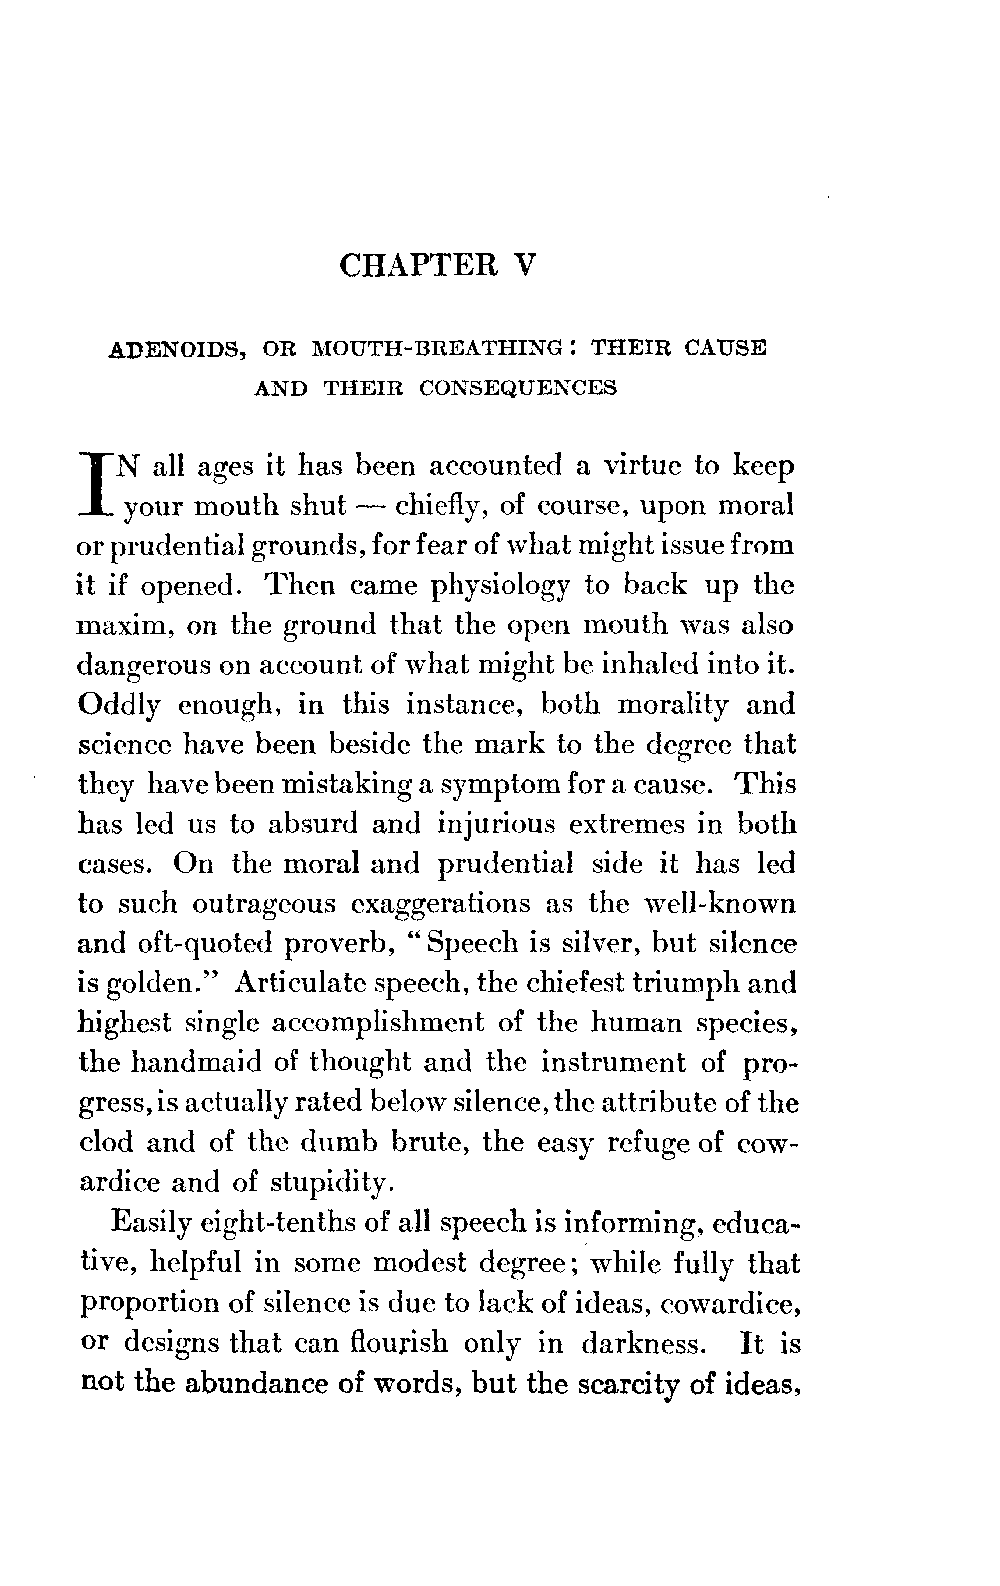 CHAPTER V
ADENOIDS, OR MOUTH-BREATHING: THEIR CAUSE
AND THEIR CONSEQUENCES
IN all ages it has been accounted a virtue to keep
your mouth shut — chiefly, of course, upon moral
or prudential grounds, for fear of what might issue from
it if opened. Then came physiology to back up the
maxim, on the ground that the open mouth was also
dangerous on account of what might be inhaled into it.
Oddly enough, in this instance, both morality and
science have been beside the mark to the degree that
they have been mistaking a symptom for a cause. This
has led us to absurd and injurious extremes in both
cases. On the moral and prudential side it has led
to such outrageous exaggerations as the well-known
and oft-quoted proverb, “Speech is silver, but silence
is golden.” Articulate speech, the chiefest triumph and
highest single accomplishment of the human species,
the handmaid of thought and the instrument of pro-
gress, is actually rated below silence, the attribute of the
clod and of the dumb brute, the easy refuge of cow-
ardice and of stupidity.
Easily eight-tenths of all speech is informing, educa-
tive, helpful in some modest degree; while fully that
proportion of silence is due to lack of ideas, cowardice,
or designs that can flourish only in darkness. It is
not the abundance of words, but the scarcity of ideas,